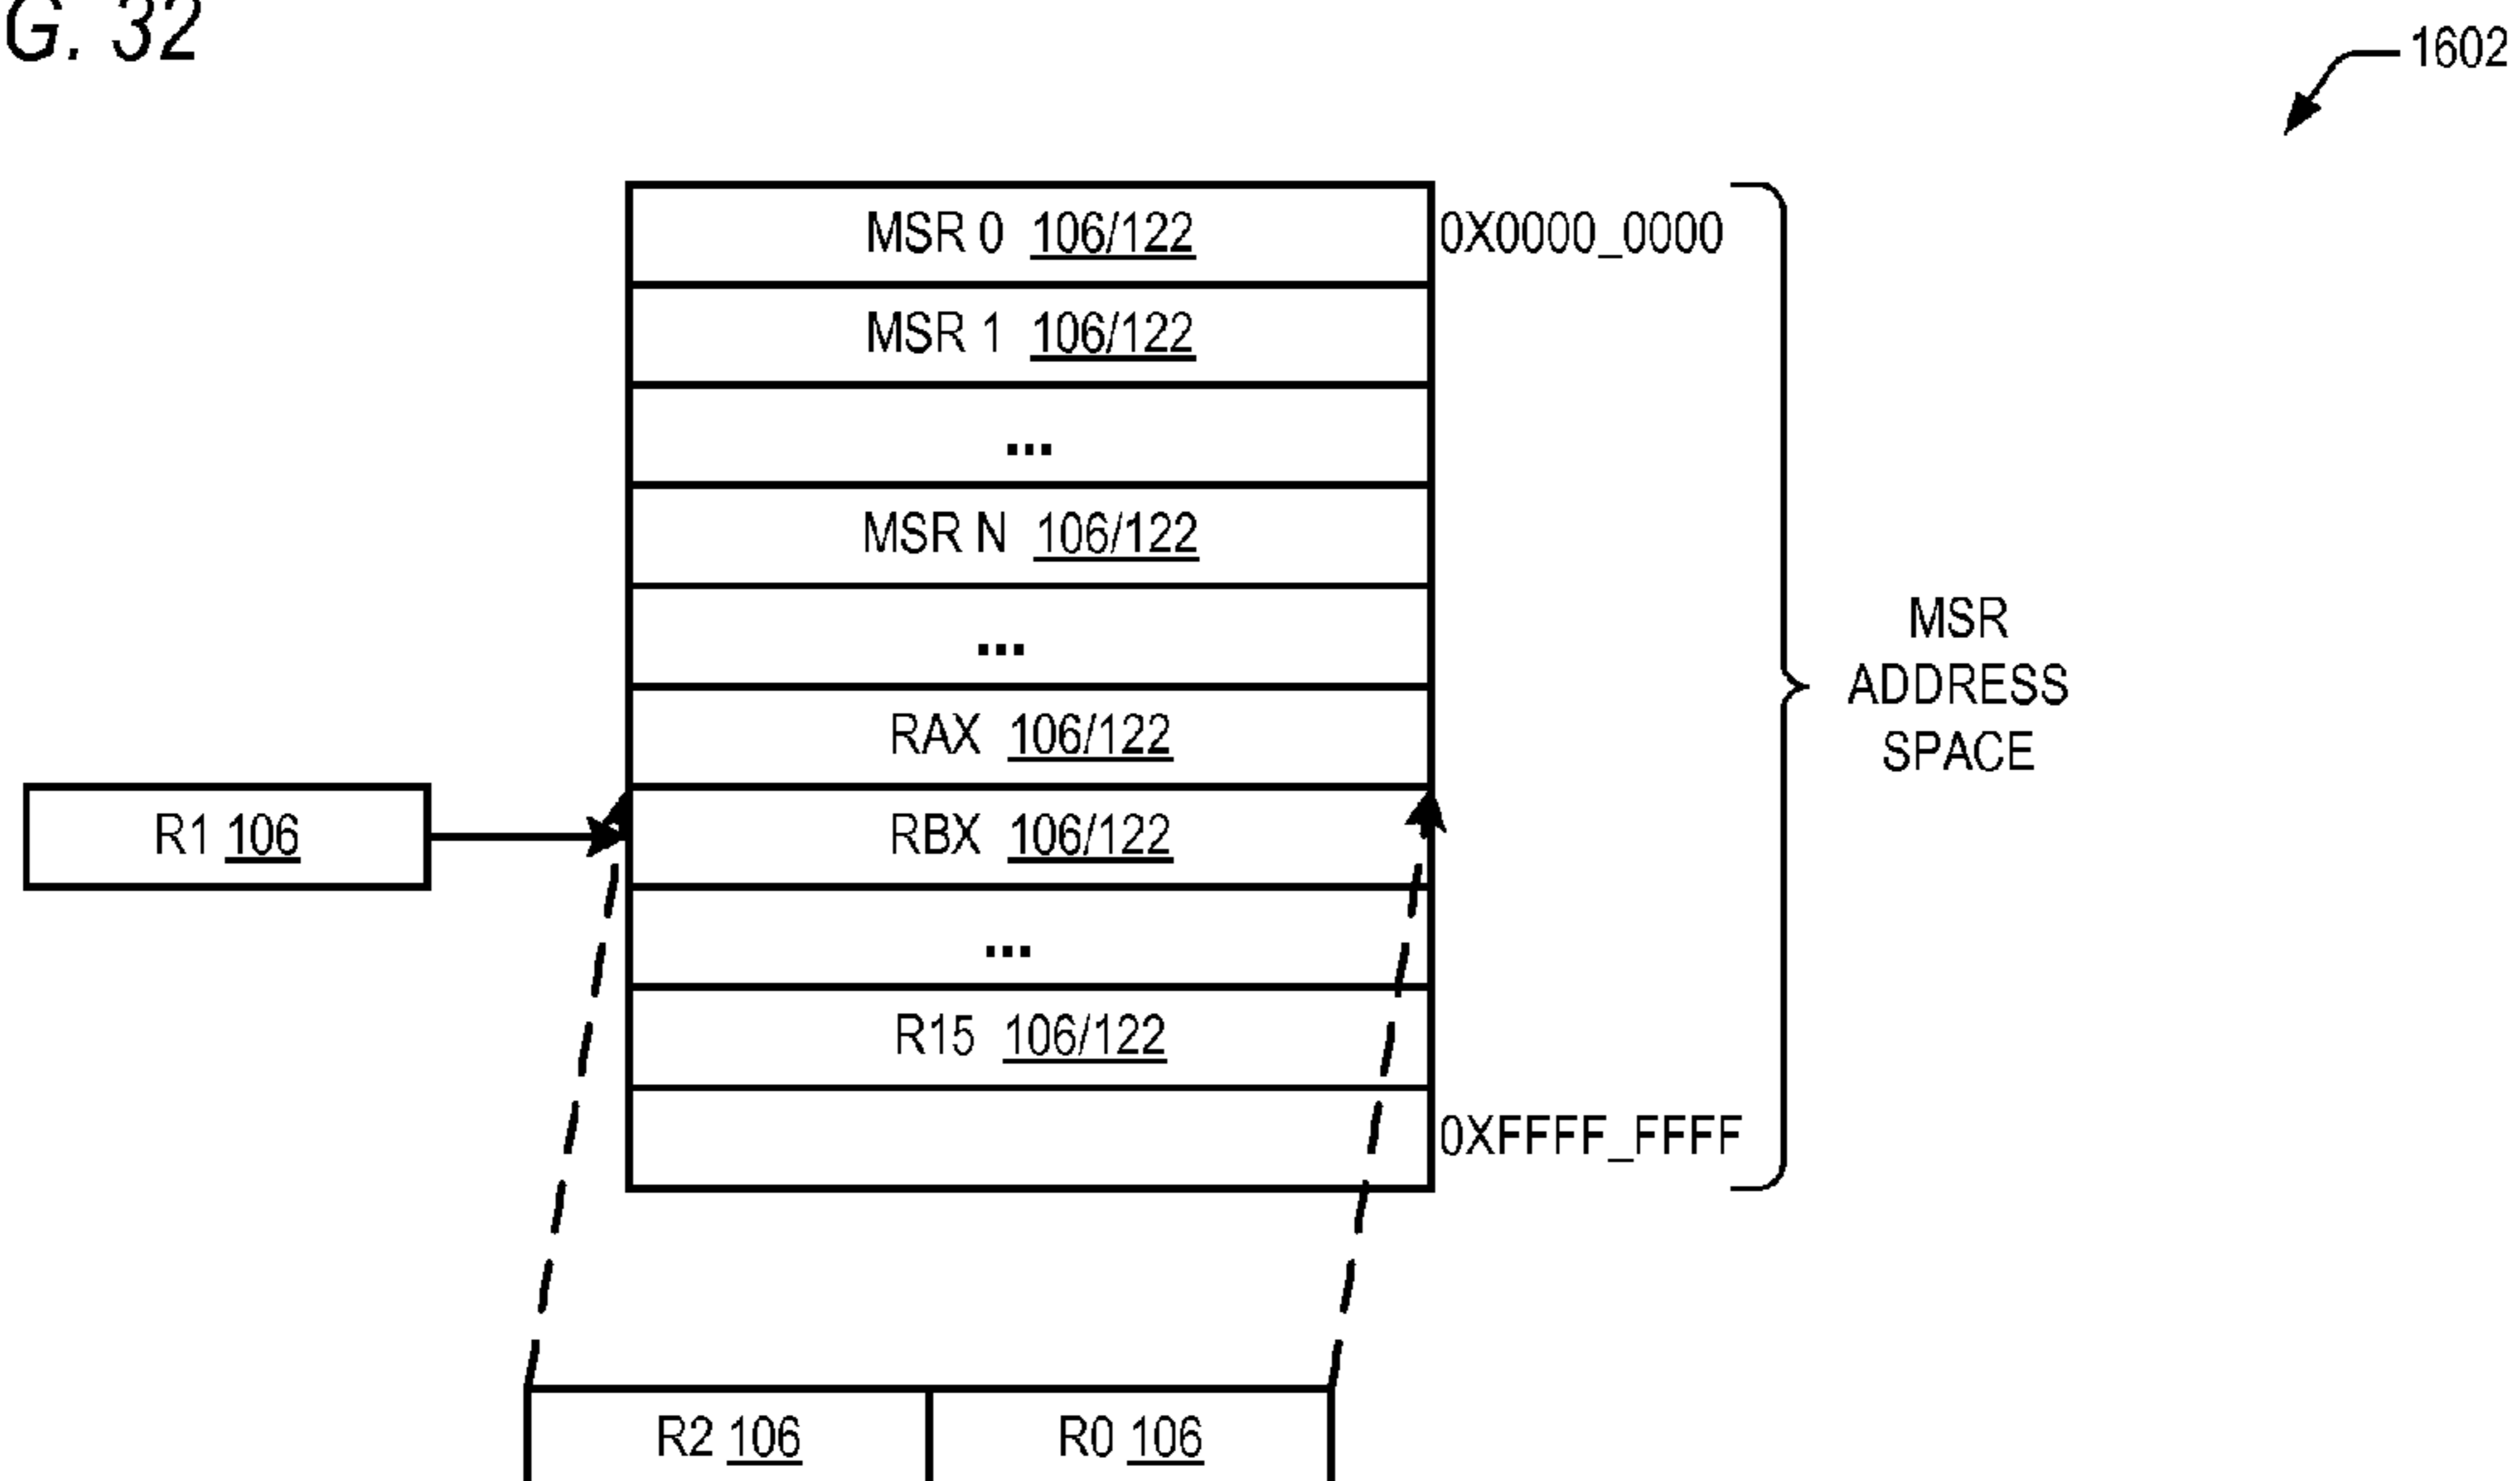 G. 32
1602
MSR 0 106/122 0X0000_0000
MSR 1 106/122
...
MSR N 106/122
...
RAX 106/122
R1 106
RBX 106/122
...
R15 106/122
0XFFFF_FFFF
MSR
ADDRESS
SPACE
R2 106 R0 106